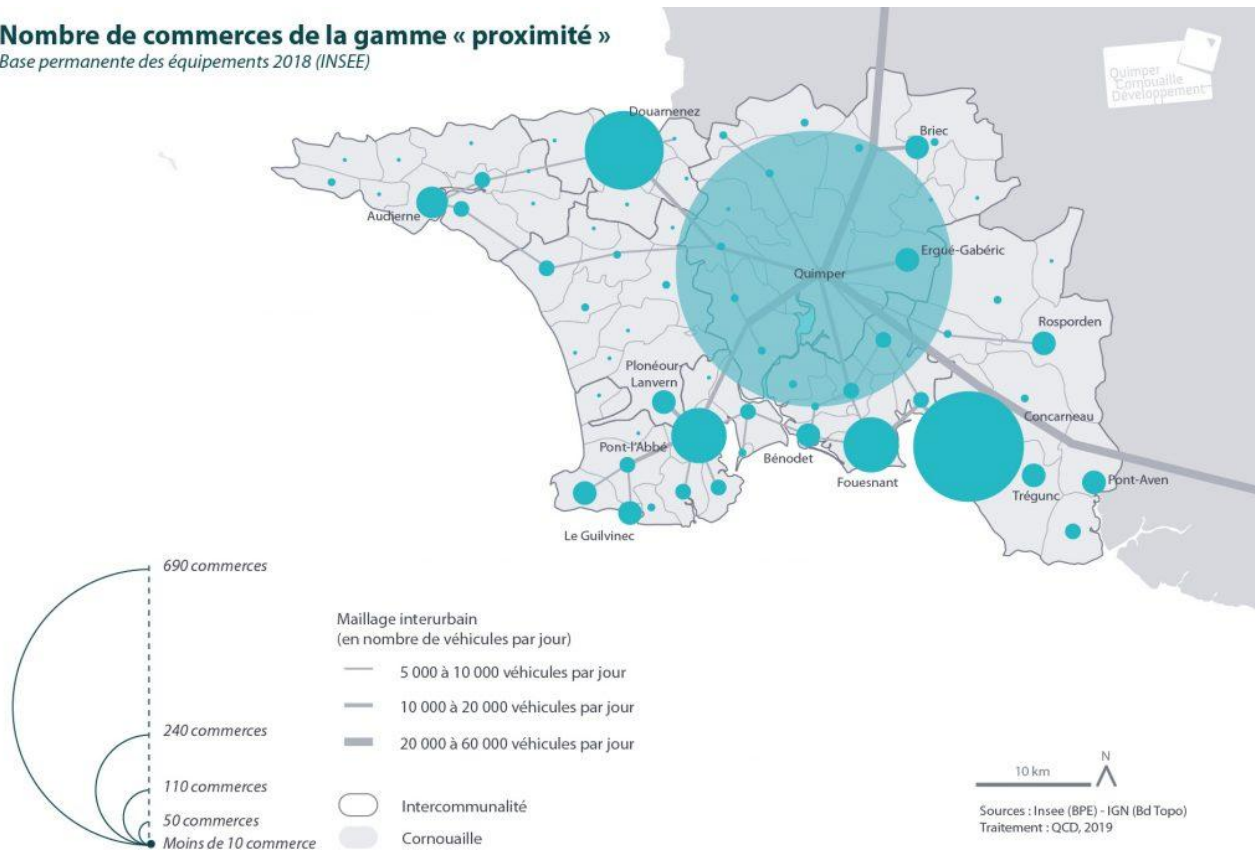 Nombre de commerces de la gamme « proximité »
Base permanente des équipements 2018 (INSEE)
Quimper
Cornouaille
Développement
Douarnenez
Briec
Audierne
Ergué-Gabéric
Quimper
Rosporden
Plonéour-
Lanvern
Concarneau
Pont-l'Abbé
Bénodet
Fouesnant
Trégunc
Pont-Aven
Le Guilvinec
690 commerces
240 commerces
110 commerces
50 commerces
Moins de 10 commerce
Maillage interurbain
(en nombre de véhicules par jour)
5 000 à 10 000 véhicules par jour
10 000 à 20 000 véhicules par jour
20 000 à 60 000 véhicules par jour
Intercommunalité
Cornouaille
10 km
N
Sources : Insee (BPE) - IGN (Bd Topo)
Traitement : QCD, 2019